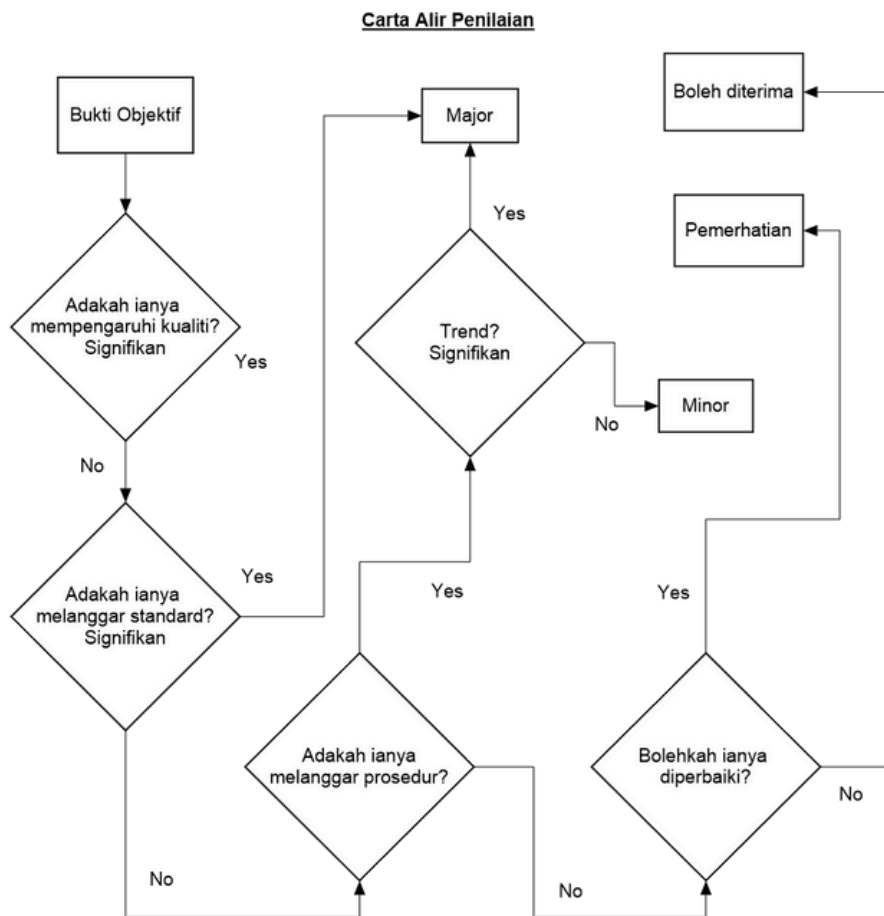 Carta Alir Penilaian
Bukti Objektif
Major
Boleh diterima
Pemerhatian
Yes
Adakah ianya
mempengaruhi kualiti?
Signifikan
Yes
Trend?
Signifikan
Minor
No
No
Adakah ianya
melanggar standard?
Signifikan
Yes
Yes
Yes
Adakah ianya
melanggar prosedur?
Bolehkah ianya
diperbaiki?
No
No
No